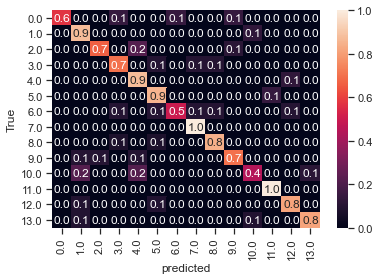 0.0 0.6 0.0 0.0 0.1 0.0 0.0 0.1 0.0 0.0 0.1 0.0 0.0 0.0 0.0
1.0 0.0 0.9 0.0 0.0 0.0 0.0 0.0 0.0 0.0 0.0 0.1 0.0 0.0 0.0
2.0 0.0 0.0 0.7 0.0 0.2 0.0 0.0 0.0 0.0 0.1 0.0 0.0 0.0 0.0
3.0 0.0 0.0 0.0 0.7 0.0 0.1 0.0 0.1 0.1 0.0 0.0 0.0 0.0 0.0
4.0 0.0 0.0 0.0 0.0 0.9 0.0 0.0 0.0 0.0 0.0 0.0 0.0 0.1 0.0
5.0 0.0 0.0 0.0 0.0 0.0 0.9 0.0 0.0 0.0 0.0 0.0 0.1 0.0 0.0
6.0 0.0 0.0 0.0 0.1 0.0 0.1 0.5 0.1 0.1 0.0 0.0 0.0 0.1 0.0
7.0 0.0 0.0 0.0 0.0 0.0 0.0 0.0 1.0 0.0 0.0 0.0 0.0 0.0 0.0
8.0 0.0 0.0 0.0 0.1 0.0 0.1 0.0 0.0 0.8 0.0 0.0 0.0 0.0 0.0
9.0 0.0 0.1 0.1 0.0 0.1 0.0 0.0 0.0 0.0 0.7 0.0 0.0 0.0 0.0
10.0 0.0 0.2 0.0 0.0 0.2 0.0 0.0 0.0 0.0 0.0 0.4 0.0 0.0 0.1
11.0 0.0 0.0 0.0 0.0 0.0 0.0 0.0 0.0 0.0 0.0 0.0 1.0 0.0 0.0
12.0 0.0 0.1 0.0 0.0 0.0 0.1 0.0 0.0 0.0 0.0 0.0 0.0 0.8 0.0
13.0 0.0 0.1 0.0 0.0 0.0 0.0 0.0 0.0 0.0 0.0 0.1 0.0 0.0 0.8
0.0 1.0 2.0 3.0 4.0 5.0 6.0 7.0 8.0 9.0 10.0 11.0 12.0 13.0
predicted
True
1.0
0.8
0.6
0.4
0.2
0.0